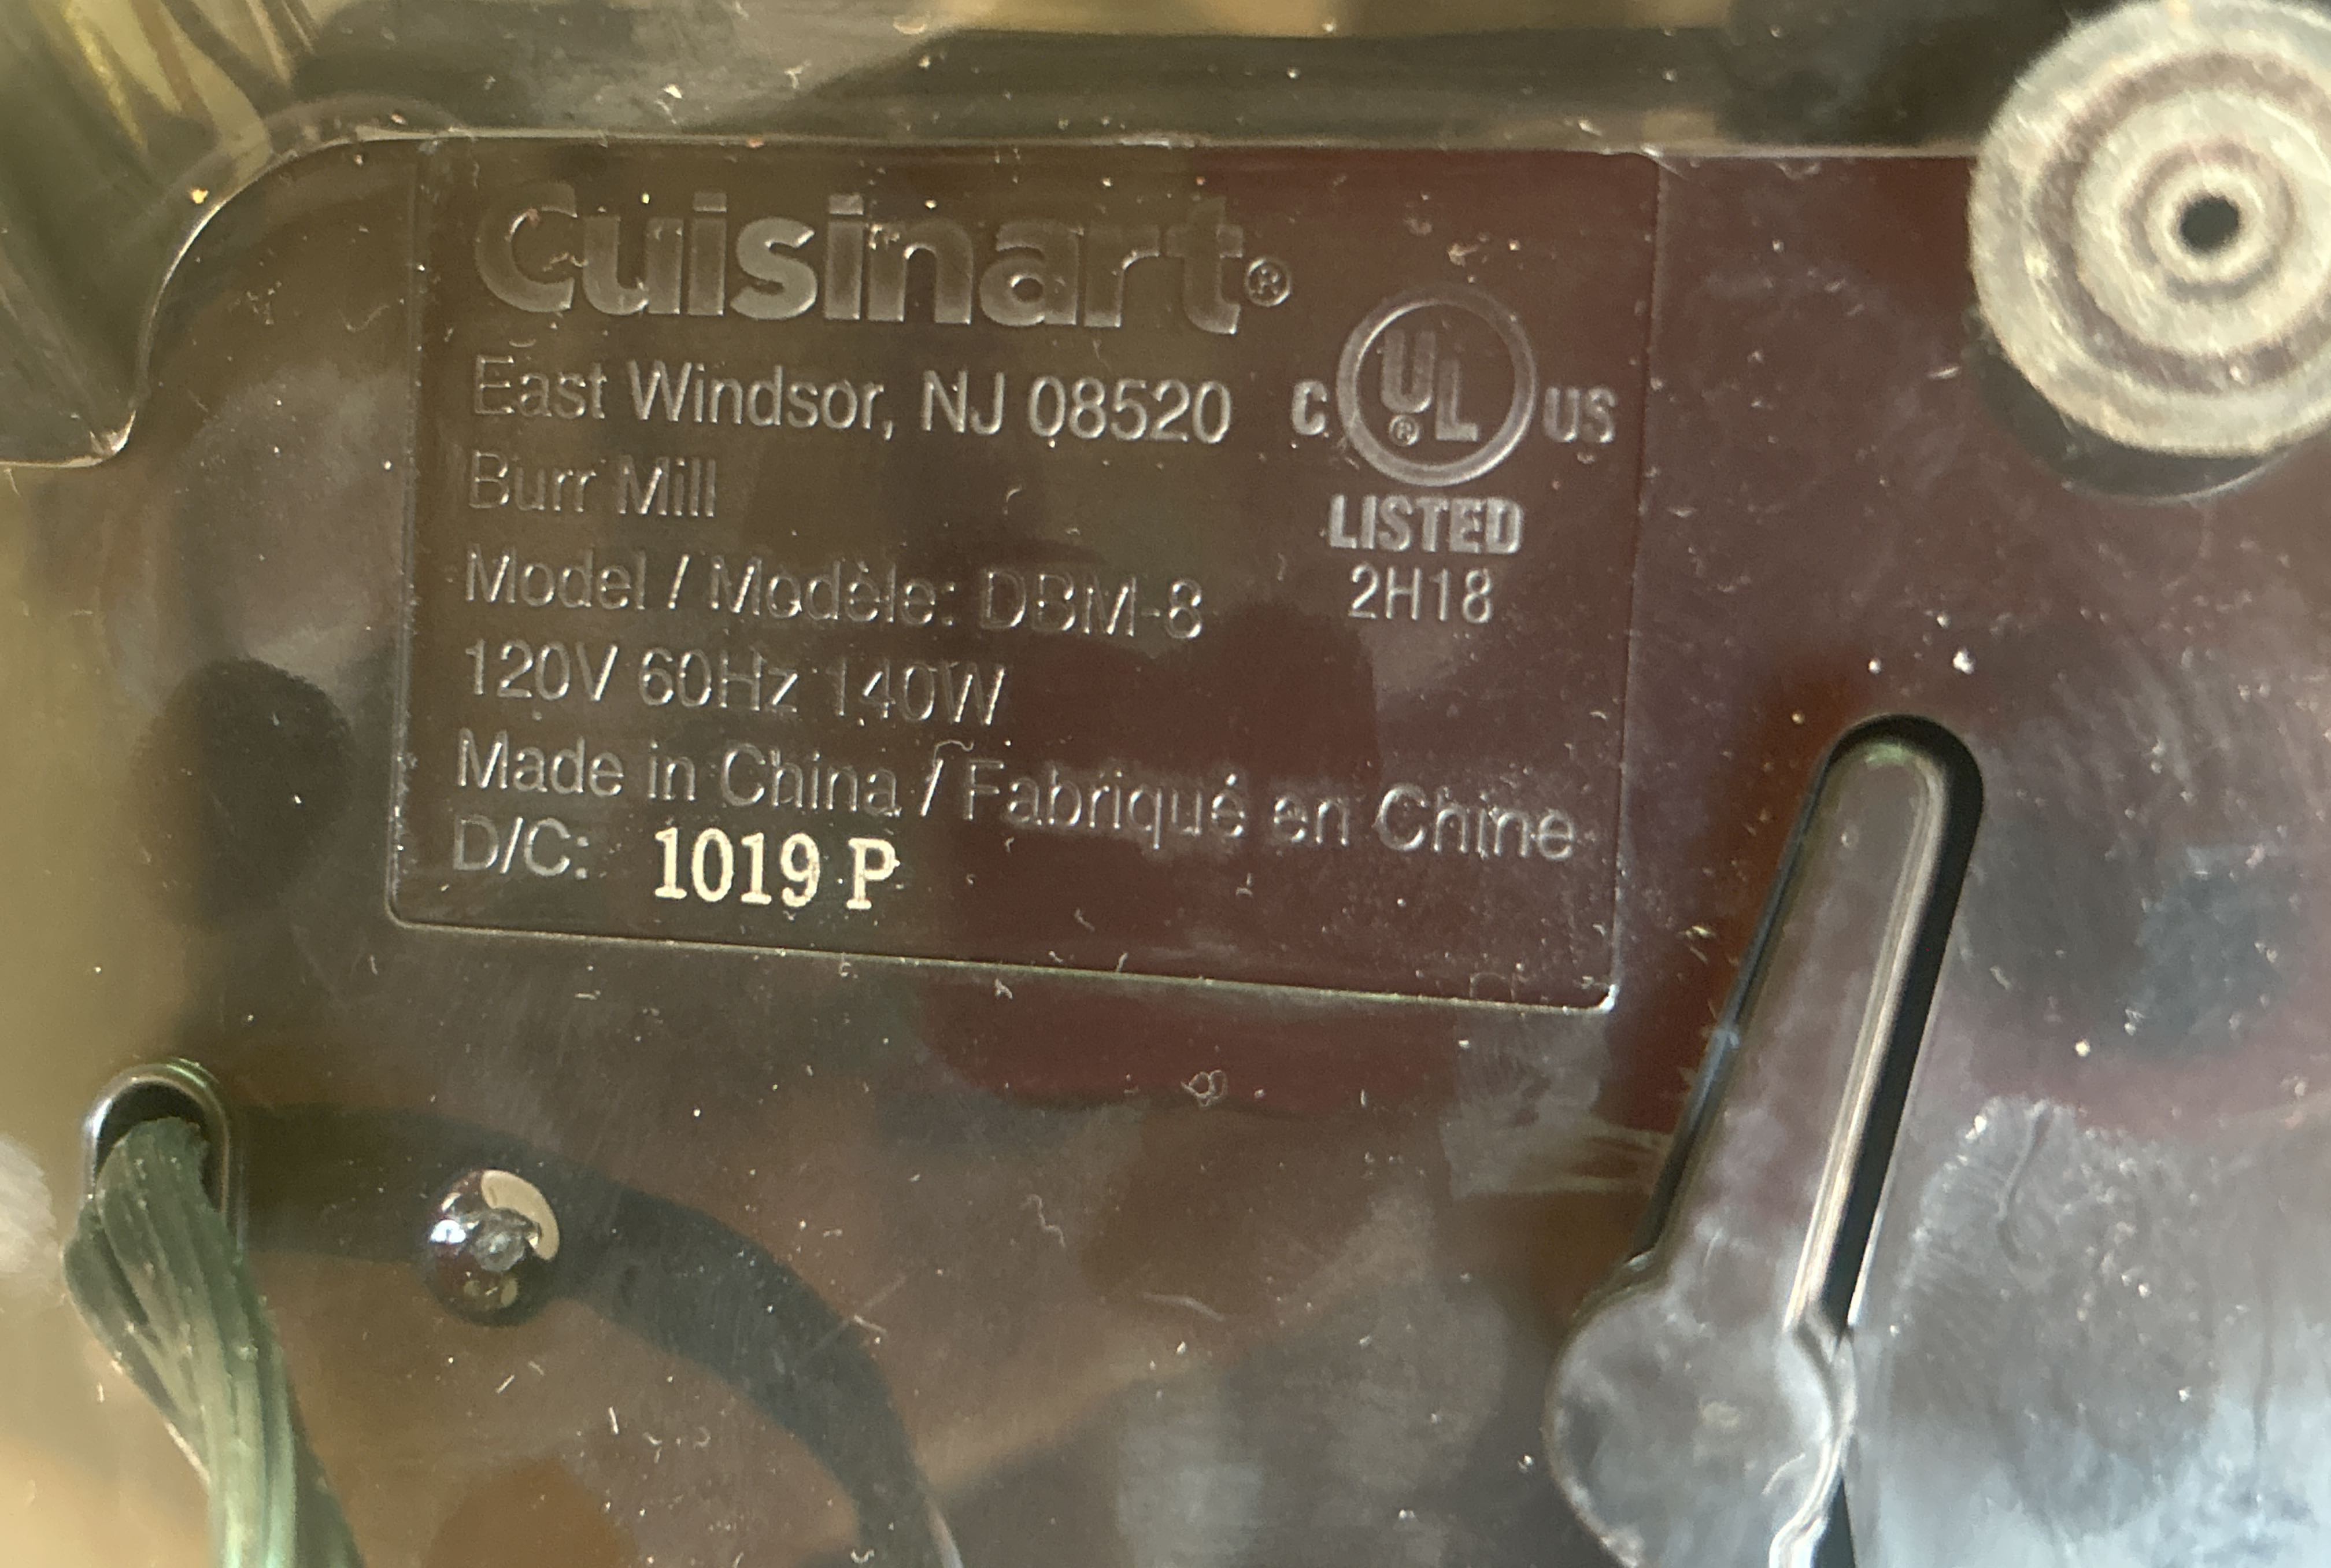 Cuisinart®
East Windsor, NJ 08520
Burr Mill
Model / Modèle: DBM-8
120V 60Hz 140W
Made in China / Fabriqué en Chine
D/C: 1019 P
C UL® US
LISTED
2H18